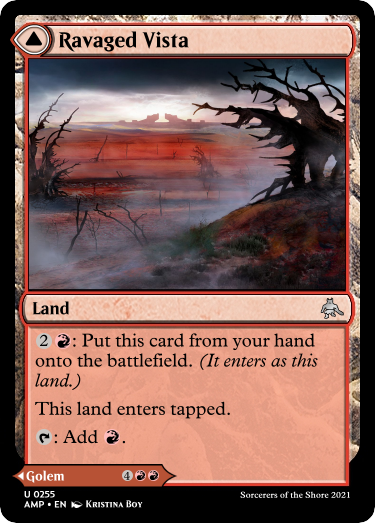 Ravaged Vista
Land
2 R: Put this card from your hand
onto the battlefield. (It enters as this
land.)
This land enters tapped.
: Add R.
Golem 4RR
U 0255
AMP • EN Kristina Boy
Sorcerers of the Shore 2021